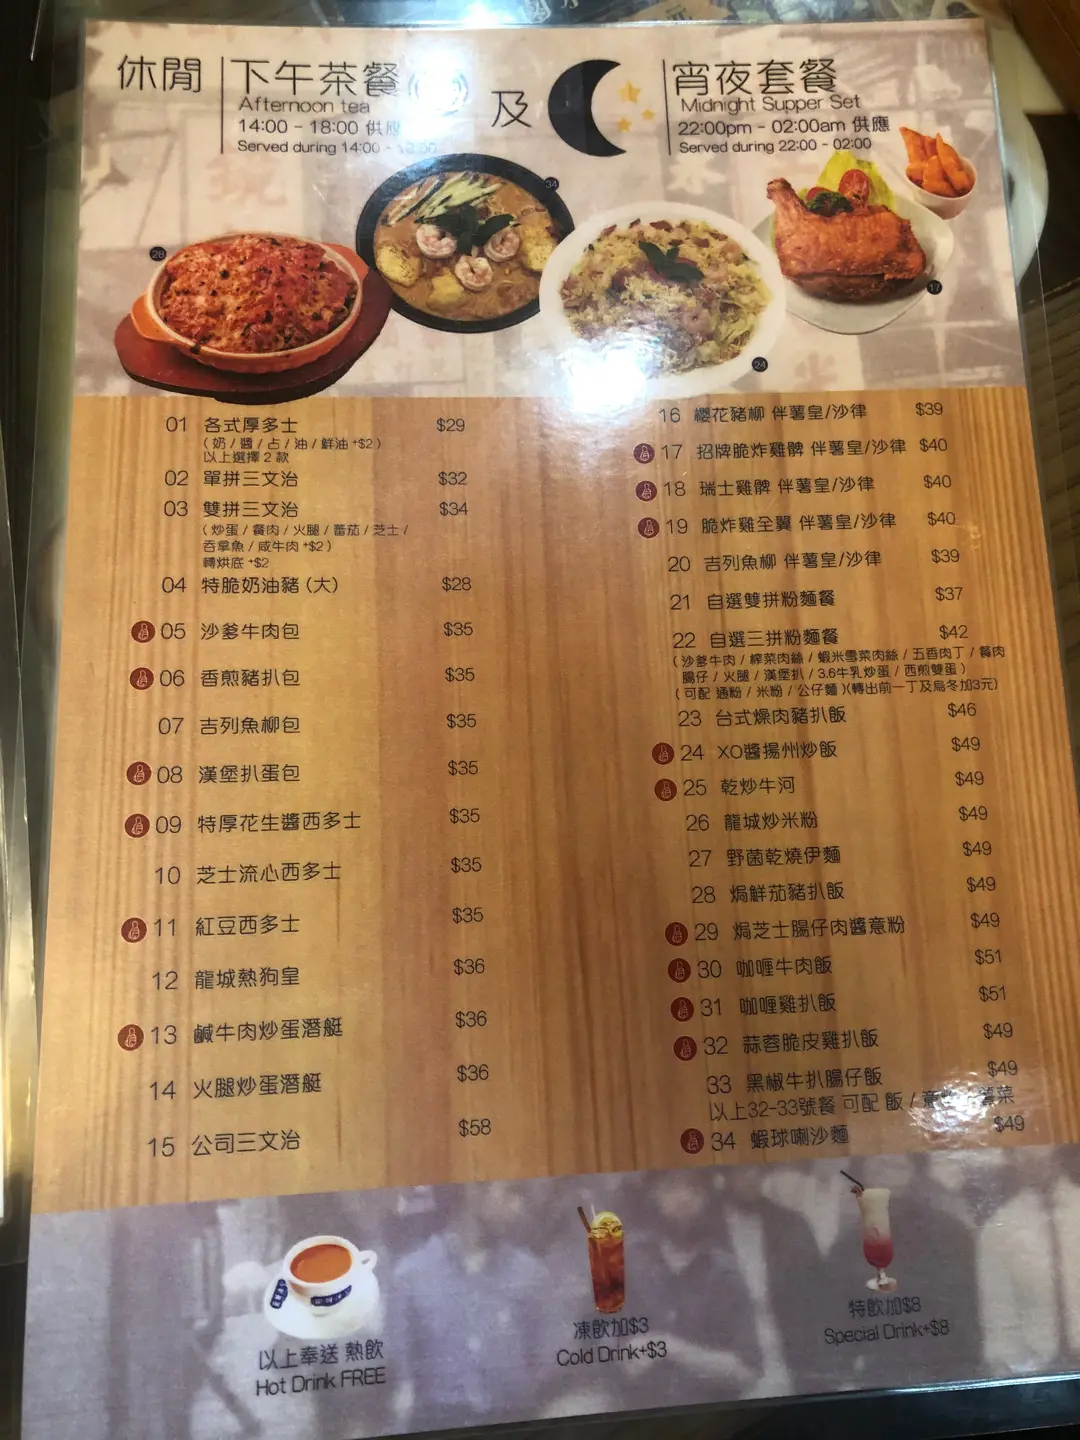 休閒
下午茶餐
Afternoon tea
14:00 - 18:00 供應
Served during 14:00 -
及
宵夜套餐
Midnight Supper Set
22:00pm - 02:00am 供應
Served during 22:00 - 02:00
28
34
24
17
01 各式厚多士 $29
(奶/醬/占/油/鮮油+$2)
以上選擇2款
02 單拼三文治 $32
03 雙拼三文治 $34
(炒蛋/餐肉/火腿/蕃茄/芝士/
吞拿魚/咸牛肉+$2)
轉烘底+$2
04 特脆奶油豬(大) $28
05 沙爹牛肉包 $35
06 香煎豬扒包 $35
07 吉列魚柳包 $35
08 漢堡扒蛋包 $35
09 特厚花生醬西多士 $35
10 芝士流心西多士 $35
11 紅豆西多士 $35
12 龍城熱狗皇 $36
13 鹹牛肉炒蛋潛艇 $36
14 火腿炒蛋潛艇 $36
15 公司三文治 $58
16 櫻花豬柳 伴薯皇/沙律 $39
17 招牌脆炸雞髀 伴薯皇/沙律 $40
18 瑞士雞髀 伴薯皇/沙律 $40
19 脆炸雞全翼 伴薯皇/沙律 $40
20 吉列魚柳 伴薯皇/沙律 $39
21 自選雙拼粉麵餐 $37
22 自選三拼粉麵餐 $42
(沙爹牛肉/榨菜肉絲/蝦米雪菜肉絲/五香肉丁/餐肉
腸仔/火腿/漢堡扒/3.6牛乳炒蛋/西煎雙蛋)
(可配 通粉/米粉/公仔麵)(轉出前一丁及烏冬加3元)
23 台式燥肉豬扒飯 $46
24 XO醬揚州炒飯 $49
25 乾炒牛河 $49
26 龍城炒米粉 $49
27 野菌乾燒伊麵 $49
28 焗鮮茄豬扒飯 $49
29 焗芝士腸仔肉醬意粉 $49
30 咖喱牛肉飯 $51
31 咖喱雞扒飯 $51
32 蒜蓉脆皮雞扒飯 $49
33 黑椒牛扒腸仔飯 $49
以上32-33號餐 可配 飯/
34 蝦球喇沙麵 $49
以上奉送 熱飲
Hot Drink FREE
凍飲加$3
Cold Drink+$3
特飲加$8
Special Drink+$8